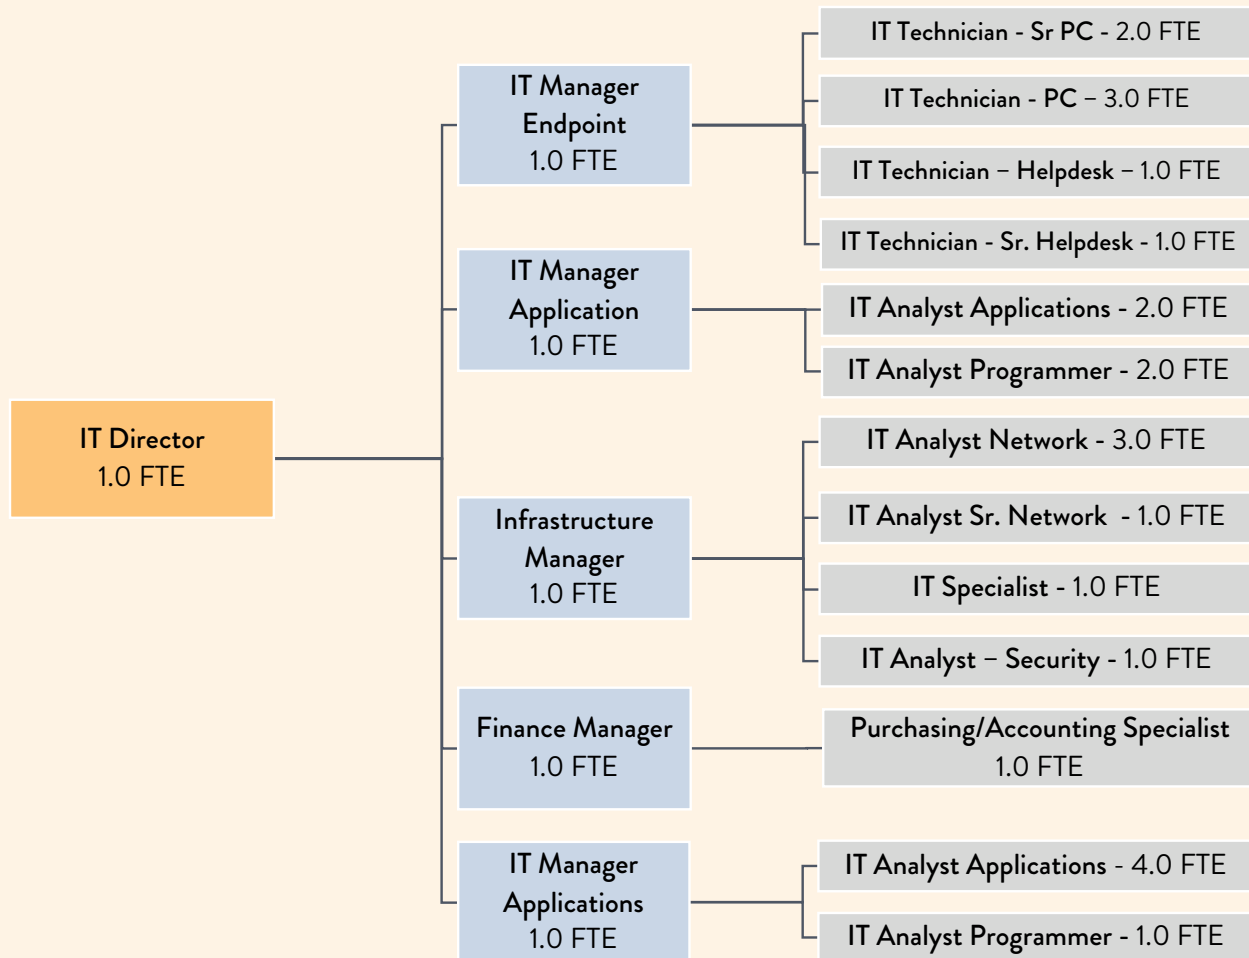 IT Director
1.0 FTE
IT Manager
Endpoint
1.0 FTE
IT Technician - Sr PC - 2.0 FTE
IT Technician - PC – 3.0 FTE
IT Technician – Helpdesk – 1.0 FTE
IT Technician - Sr. Helpdesk - 1.0 FTE
IT Manager
Application
1.0 FTE
IT Analyst Applications - 2.0 FTE
IT Analyst Programmer - 2.0 FTE
Infrastructure
Manager
1.0 FTE
IT Analyst Network - 3.0 FTE
IT Analyst Sr. Network - 1.0 FTE
IT Specialist - 1.0 FTE
IT Analyst – Security - 1.0 FTE
Finance Manager
1.0 FTE
Purchasing/Accounting Specialist
1.0 FTE
IT Manager
Applications
1.0 FTE
IT Analyst Applications - 4.0 FTE
IT Analyst Programmer - 1.0 FTE